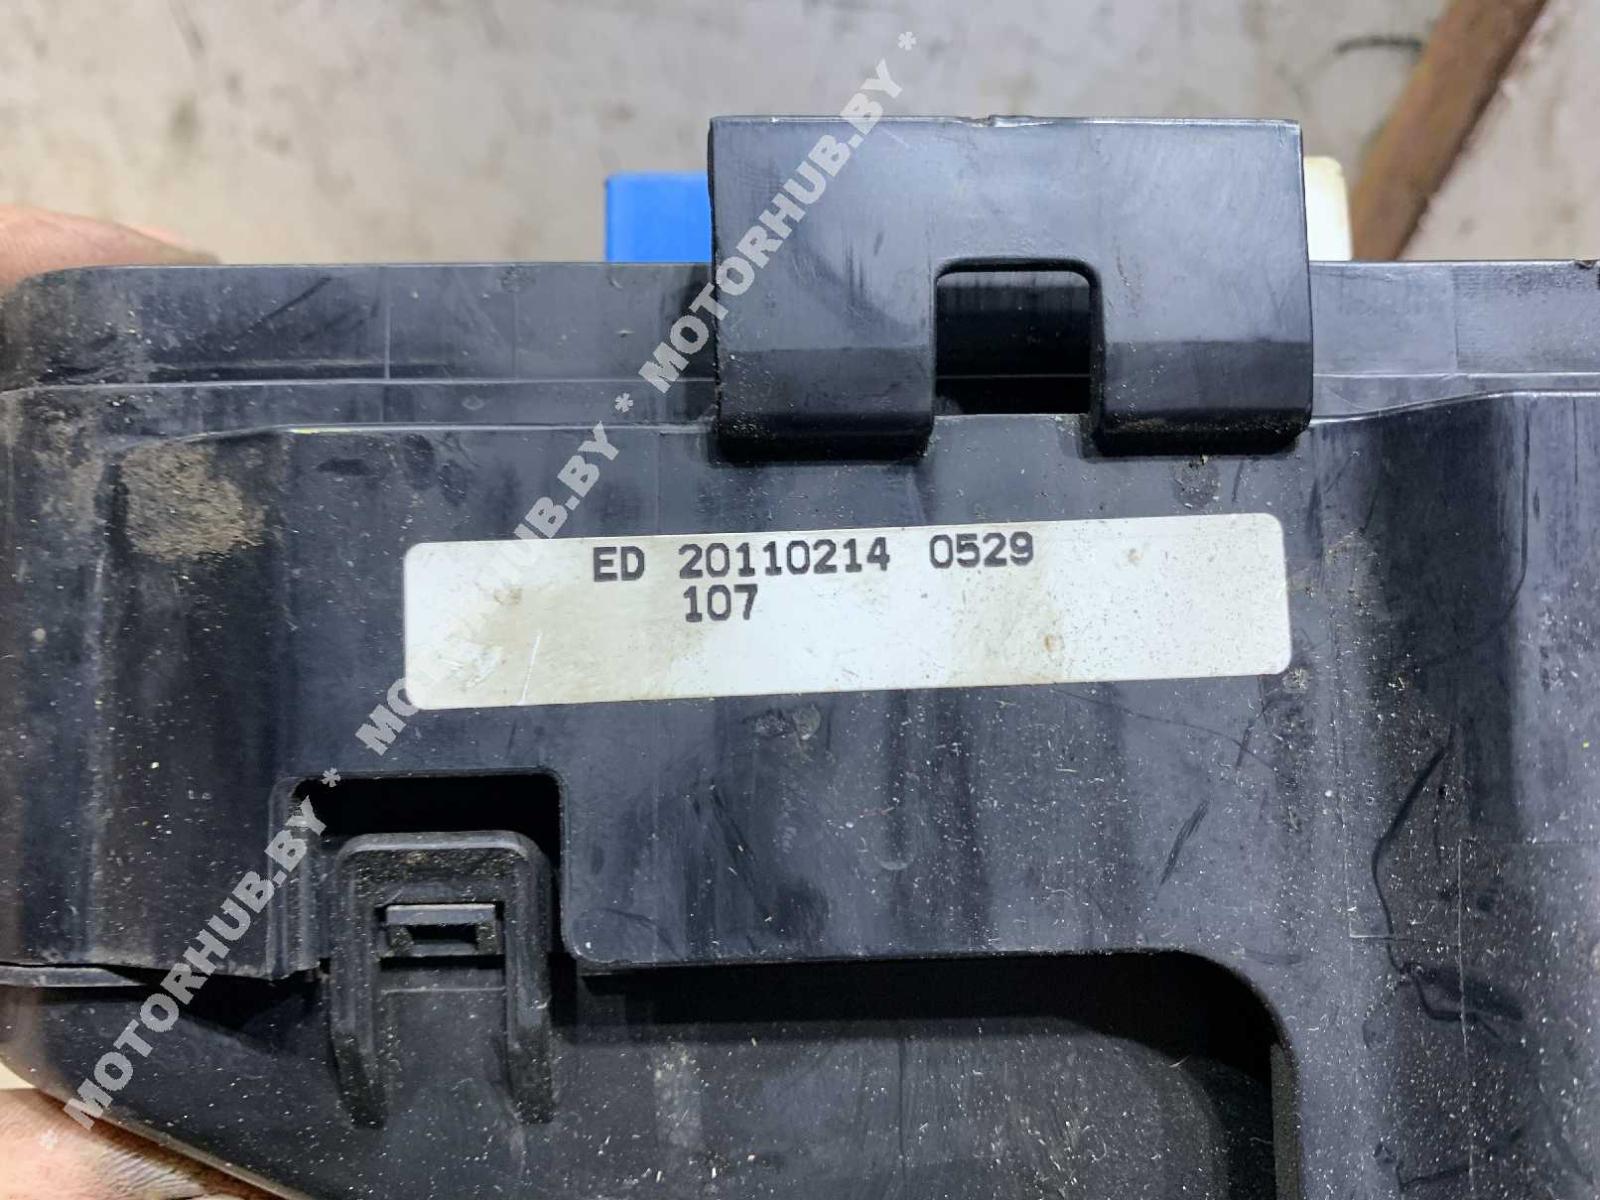 ED 20110214 0529
107
* MOTORHUB.BY * MOTORHUB.BY * MOTORHUB.BY *